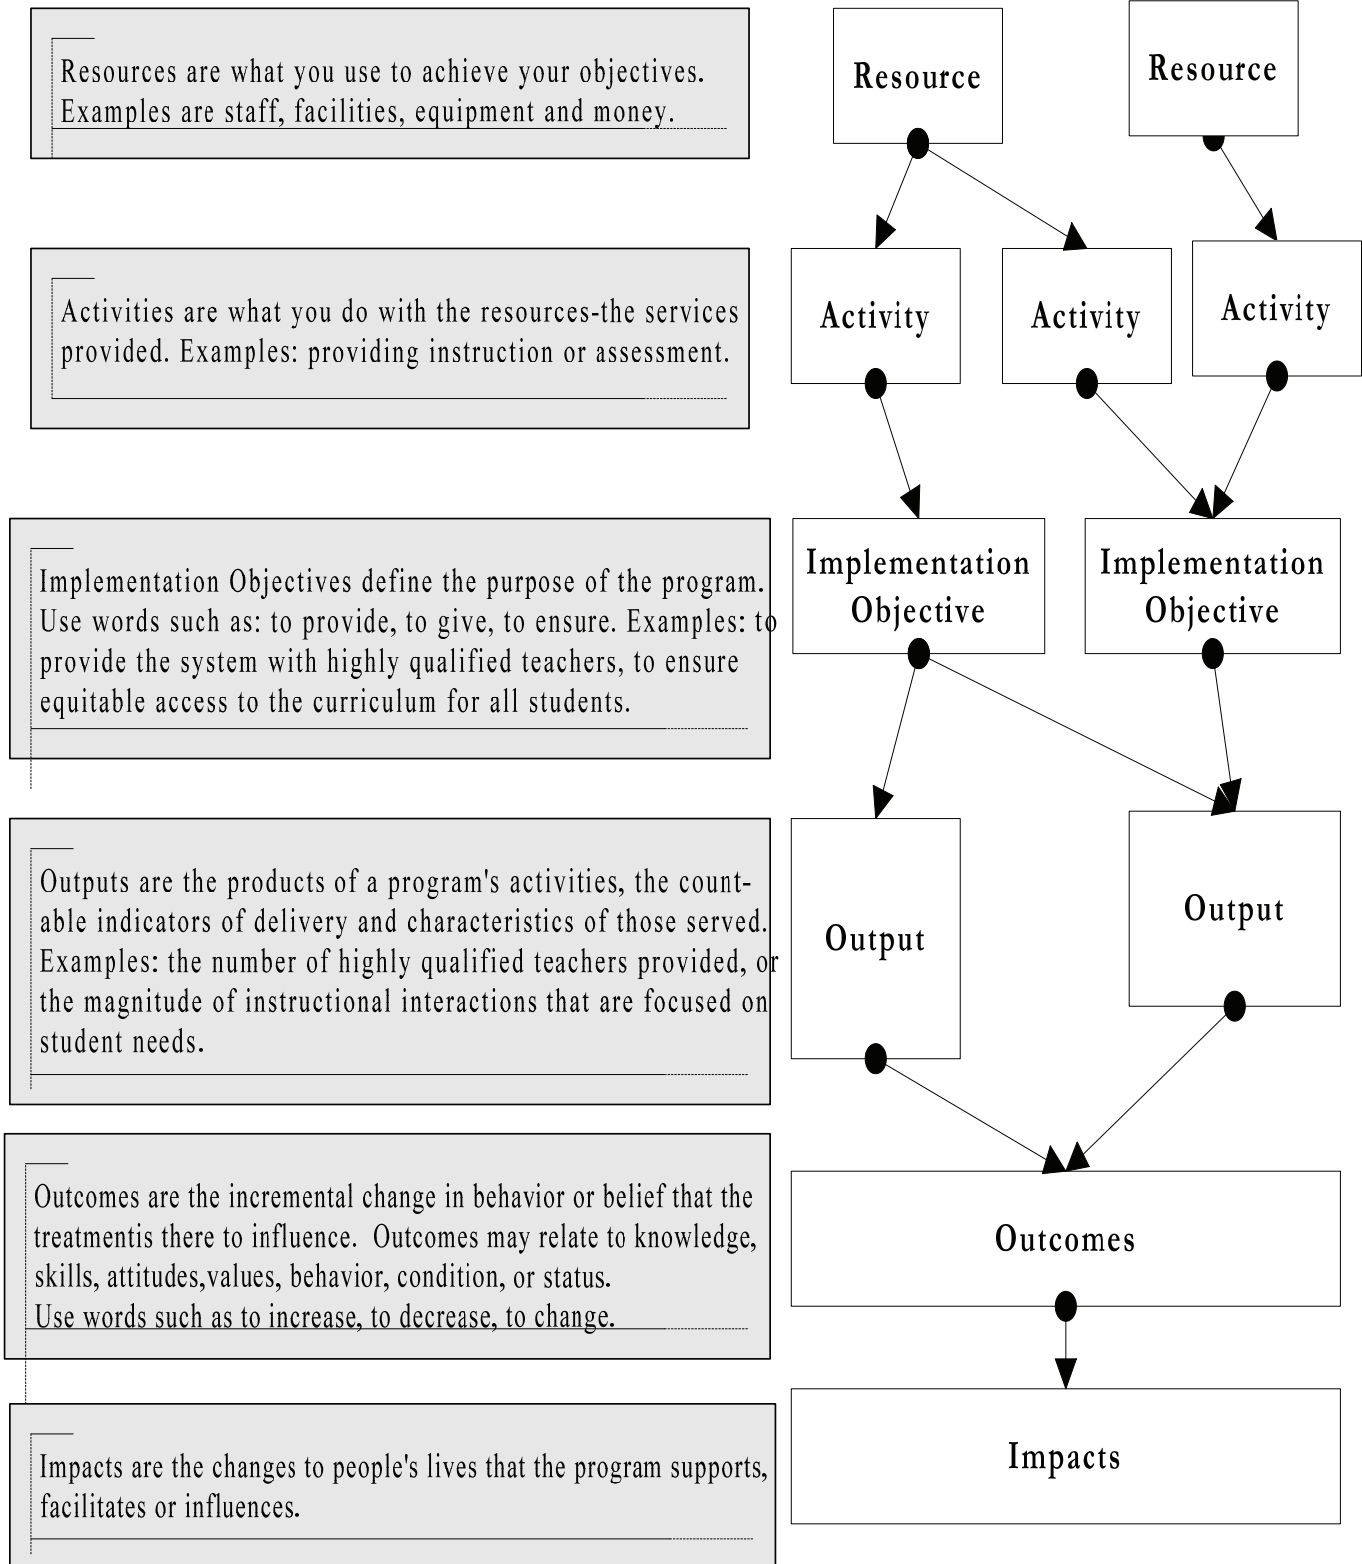 Resources are what you use to achieve your objectives.
Examples are staff, facilities, equipment and money.
Resource
Resource
Activities are what you do with the resources-the services
provided. Examples: providing instruction or assessment.
Activity
Activity
Activity
Implementation Objectives define the purpose of the program.
Use words such as: to provide, to give, to ensure. Examples: to
provide the system with highly qualified teachers, to ensure
equitable access to the curriculum for all students.
Implementation
Objective
Implementation
Objective
Outputs are the products of a program's activities, the count-
able indicators of delivery and characteristics of those served.
Examples: the number of highly qualified teachers provided, or
the magnitude of instructional interactions that are focused on
student needs.
Output
Output
Outcomes are the incremental change in behavior or belief that the
treatmentis there to influence.  Outcomes may relate to knowledge,
skills, attitudes,values, behavior, condition, or status.
Use words such as to increase, to decrease, to change.
Outcomes
Impacts are the changes to people's lives that the program supports,
facilitates or influences.
Impacts